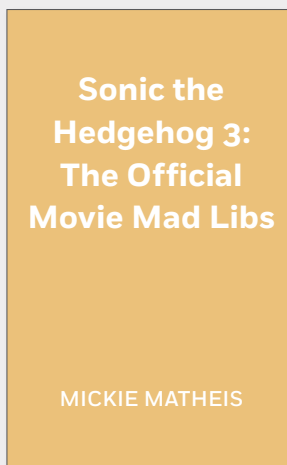 Sonic the
Hedgehog 3:
The Official
Movie Mad Libs
MICKIE MATHEIS